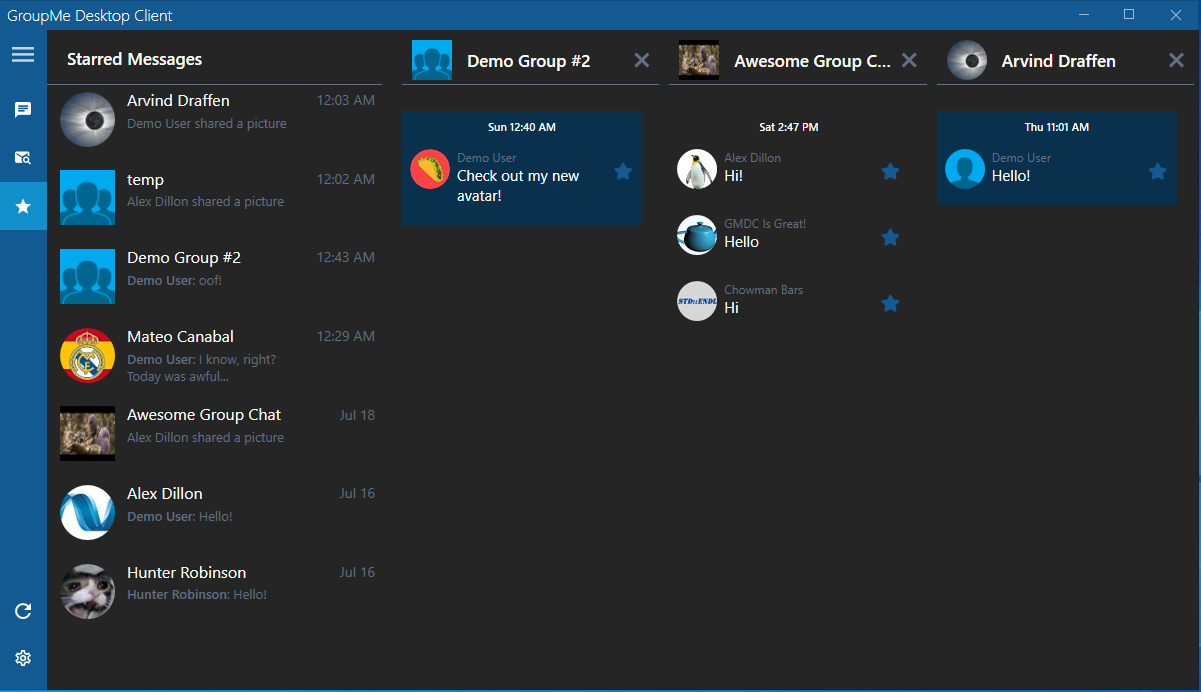 GroupMe Desktop Client
Starred Messages
Arvind Draffen 12:03 AM
Demo User shared a picture
temp 12:02 AM
Alex Dillon shared a picture
Demo Group #2 12:43 AM
Demo User: oof!
Mateo Canabal 12:29 AM
Demo User: I know, right?
Today was awful...
Awesome Group Chat Jul 18
Alex Dillon shared a picture
Alex Dillon Jul 16
Demo User: Hello!
Hunter Robinson Jul 16
Hunter Robinson: Hello!
Demo Group #2
Sun 12:40 AM
Demo User
Check out my new
avatar!
Awesome Group C...
Sat 2:47 PM
Alex Dillon
Hi!
GMDC Is Great!
Hello
STD::ENDL
Chowman Bars
Hi
Arvind Draffen
Thu 11:01 AM
Demo User
Hello!